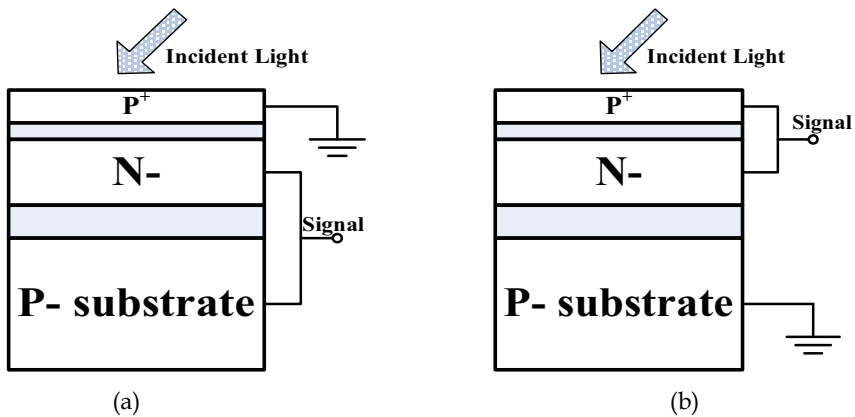 Incident Light
P+
N-
Signal
P- substrate
(a)
Incident Light
P+
Signal
N-
P- substrate
(b)